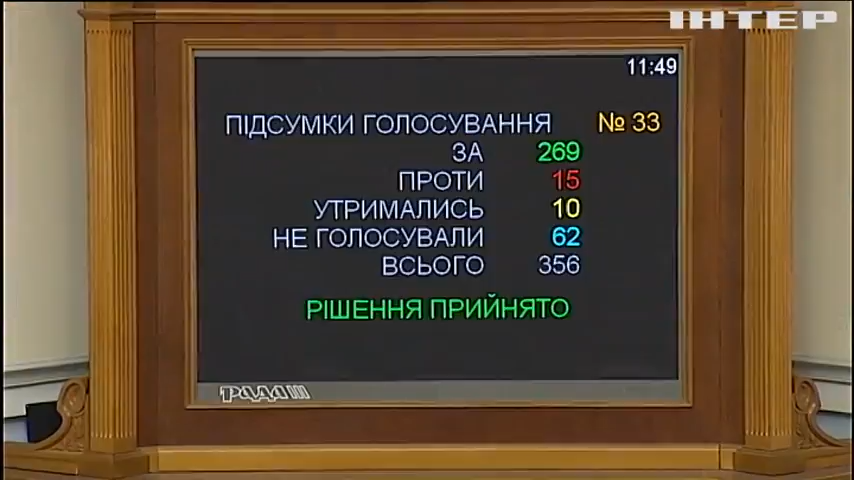 ІНТЕР
11:49
ПІДСУМКИ ГОЛОСУВАННЯ № 33
ЗА 269
ПРОТИ 15
УТРИМАЛИСЬ 10
НЕ ГОЛОСУВАЛИ 62
ВСЬОГО 356
РІШЕННЯ ПРИЙНЯТО
РАДА III